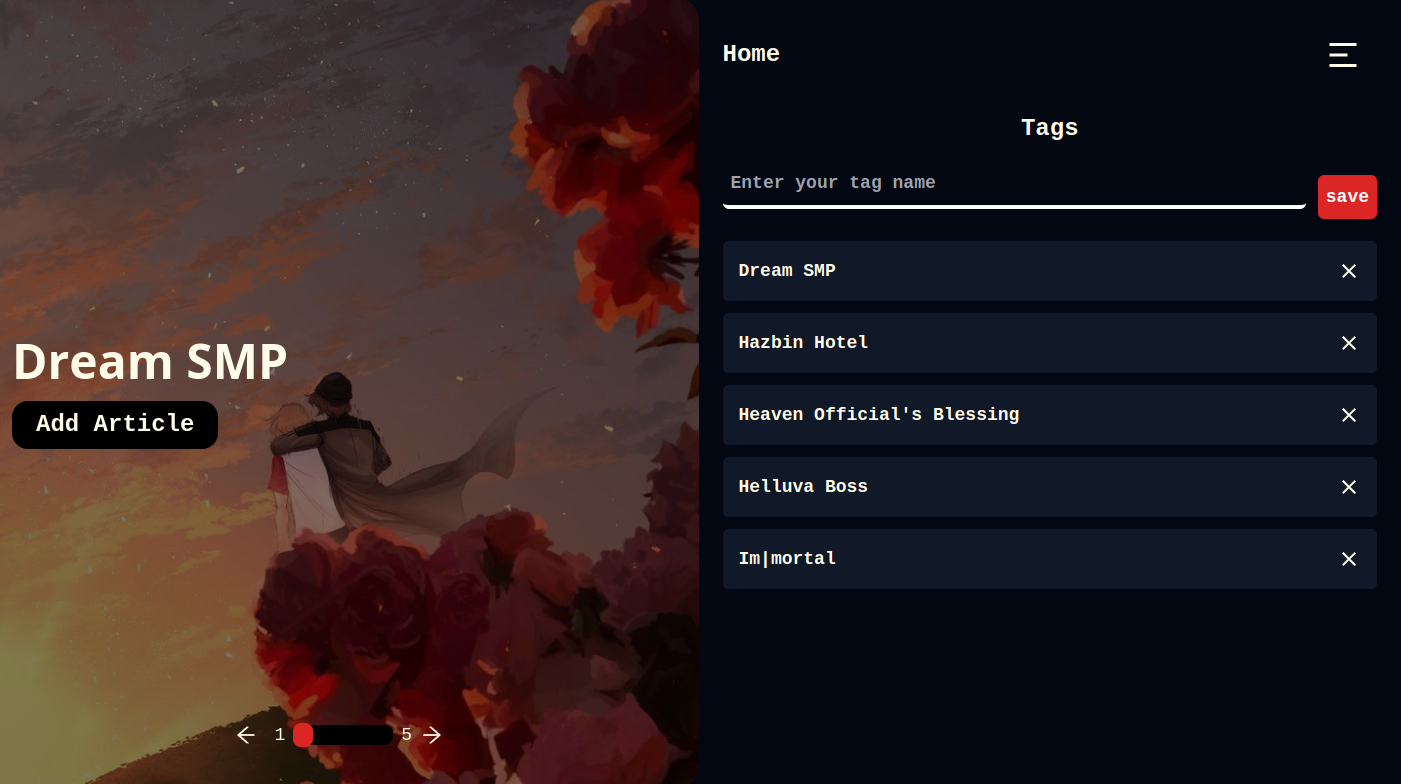 Dream SMP
Add Article
1 5
Home
Tags
Enter your tag name
save
Dream SMP
Hazbin Hotel
Heaven Official's Blessing
Helluva Boss
Im|mortal